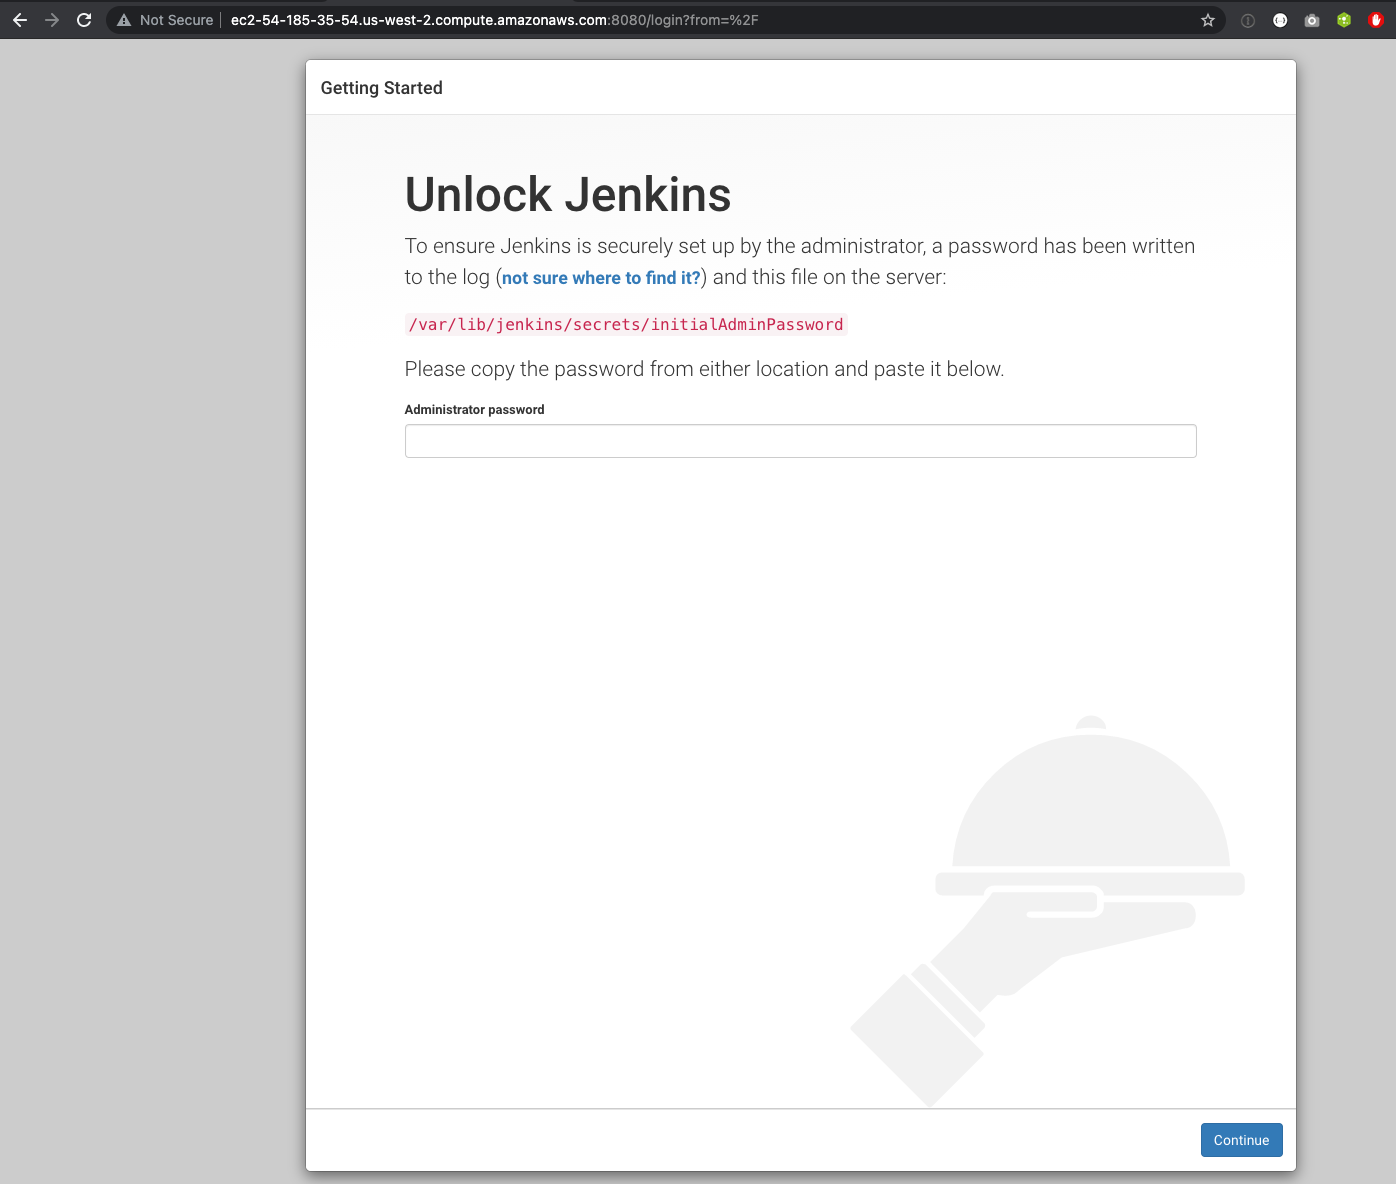 Not Secure | ec2-54-185-35-54.us-west-2.compute.amazonaws.com:8080/login?from=%2F
Getting Started
Unlock Jenkins
To ensure Jenkins is securely set up by the administrator, a password has been written
to the log (not sure where to find it?) and this file on the server:
/var/lib/jenkins/secrets/initialAdminPassword
Please copy the password from either location and paste it below.
Administrator password
Continue